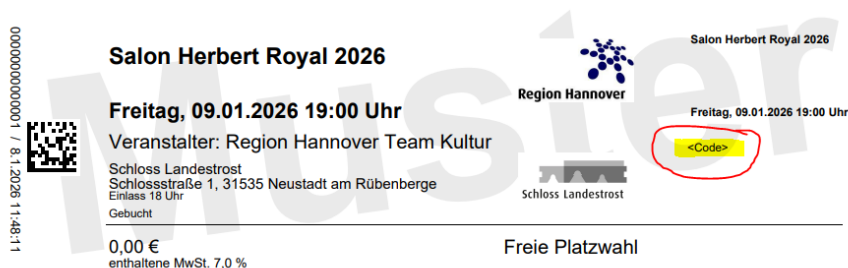 0000000000001 / 8.1.2026 11:48:11
Muster
Salon Herbert Royal 2026
Freitag, 09.01.2026 19:00 Uhr
Veranstalter: Region Hannover Team Kultur
Schloss Landestrost
Schlossstraße 1, 31535 Neustadt am Rübenberge
Einlass 18 Uhr
Gebucht
0,00 €
enthaltene MwSt. 7.0 %
Freie Platzwahl
Region Hannover
Schloss Landestrost
Salon Herbert Royal 2026
Freitag, 09.01.2026 19:00 Uhr
<Code>